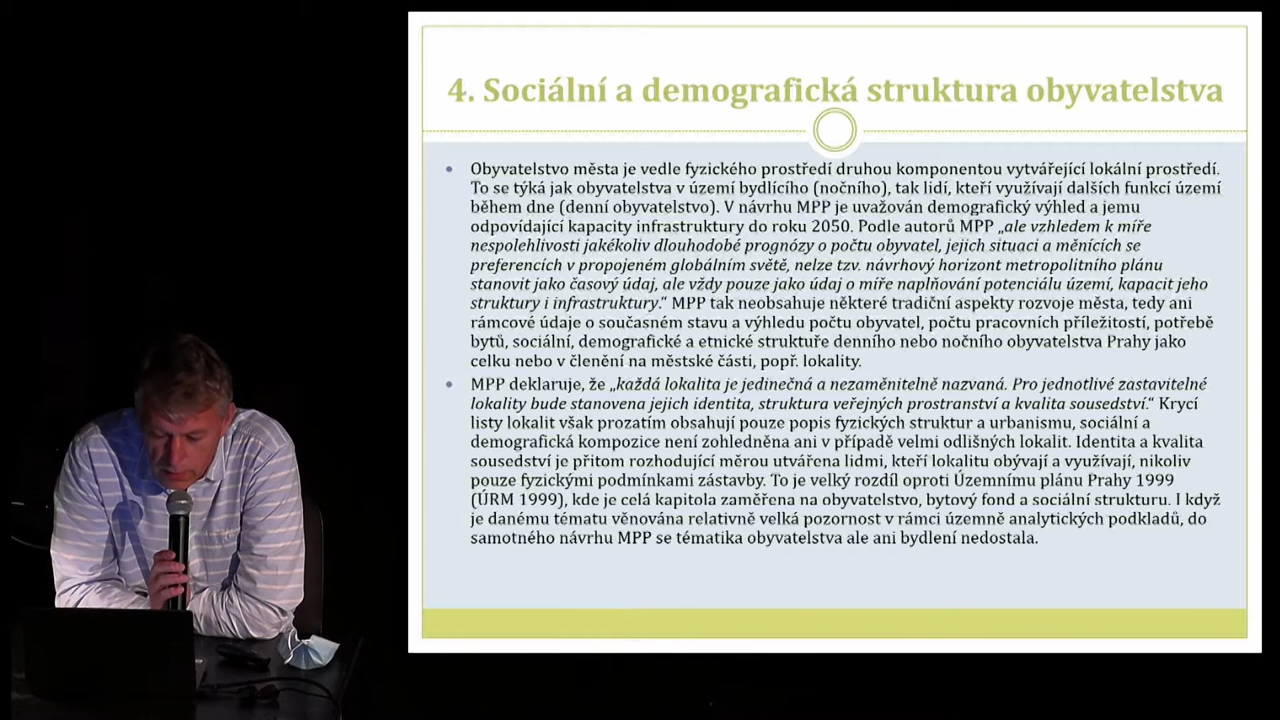 4. Sociální a demografická struktura obyvatelstva
Obyvatelstvo města je vedle fyzického prostředí druhou komponentou vytvářející lokální prostředí.
To se týká jak obyvatelstva v území bydlícího (nočního), tak lidí, kteří využívají dalších funkcí území
během dne (denní obyvatelstvo). V návrhu MPP je uvažován demografický výhled a jemu
odpovídající kapacity infrastruktury do roku 2050. Podle autorů MPP „ale vzhledem k míře
nespolehlivosti jakékoliv dlouhodobé prognózy o počtu obyvatel, jejich situaci a měnících se
preferencích v propojeném globálním světě, nelze tzv. návrhový horizont metropolitního plánu
stanovit jako časový údaj, ale vždy pouze jako údaj o míře naplňování potenciálu území, kapacit jeho
struktury i infrastruktury.“ MPP tak neobsahuje některé tradiční aspekty rozvoje města, tedy ani
rámcové údaje o současném stavu a výhledu počtu obyvatel, počtu pracovních příležitostí, potřebě
bytů, sociální, demografické a etnické struktuře denního nebo nočního obyvatelstva Prahy jako
celku nebo v členění na městské části, popř. lokality.
MPP deklaruje, že „každá lokalita je jedinečná a nezaměnitelně nazvaná. Pro jednotlivé zastavitelné
lokality bude stanovena jejich identita, struktura veřejných prostranství a kvalita sousedství.“ Krycí
listy lokalit však prozatím obsahují pouze popis fyzických struktur a urbanismu, sociální a
demografická kompozice není zohledněna ani v případě velmi odlišných lokalit. Identita a kvalita
sousedství je přitom rozhodující měrou utvářena lidmi, kteří lokalitu obývají a využívají, nikoliv
pouze fyzickými podmínkami zástavby. To je velký rozdíl oproti Územnímu plánu Prahy 1999
(ÚRM 1999), kde je celá kapitola zaměřena na obyvatelstvo, bytový fond a sociální strukturu. I když
je danému tématu věnována relativně velká pozornost v rámci územně analytických podkladů, do
samotného návrhu MPP se tématika obyvatelstva ale ani bydlení nedostala.